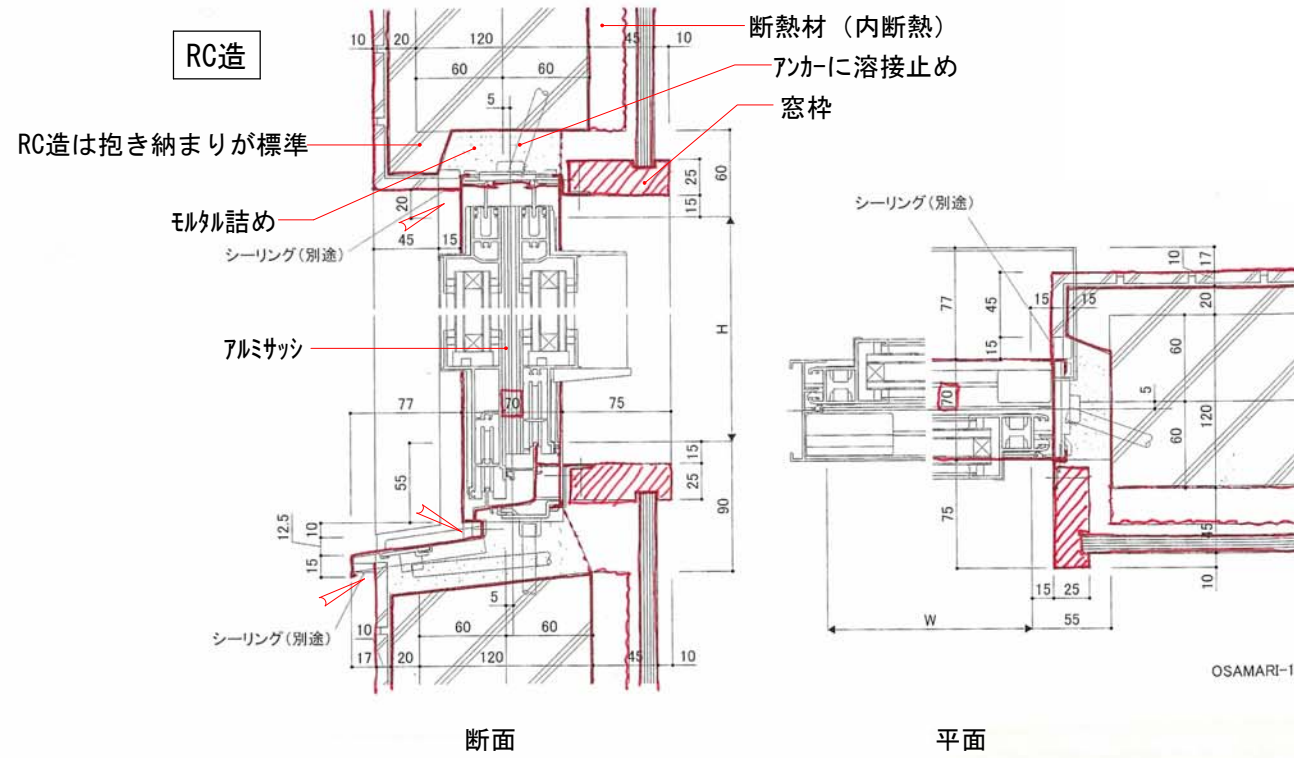 RC造
断熱材（内断熱）
ｱﾝｶｰに溶接止め
窓枠
RC造は抱き納まりが標準
ﾓﾙﾀﾙ詰め
シーリング（別途）
ｱﾙﾐｻｯｼ
シーリング（別途）
シーリング（別途）
10 20 120 45 10
60 60
5
25
60
15
20
45 15
H
77 70 75
55
15
25
90
12.5
10
15
5
10
60 60
17 20 120 45 10
断面
77
45
15
15 15
10
17
20
60
5
70
120
60
75
45
10
15 25
W 55
OSAMARI-1
平面